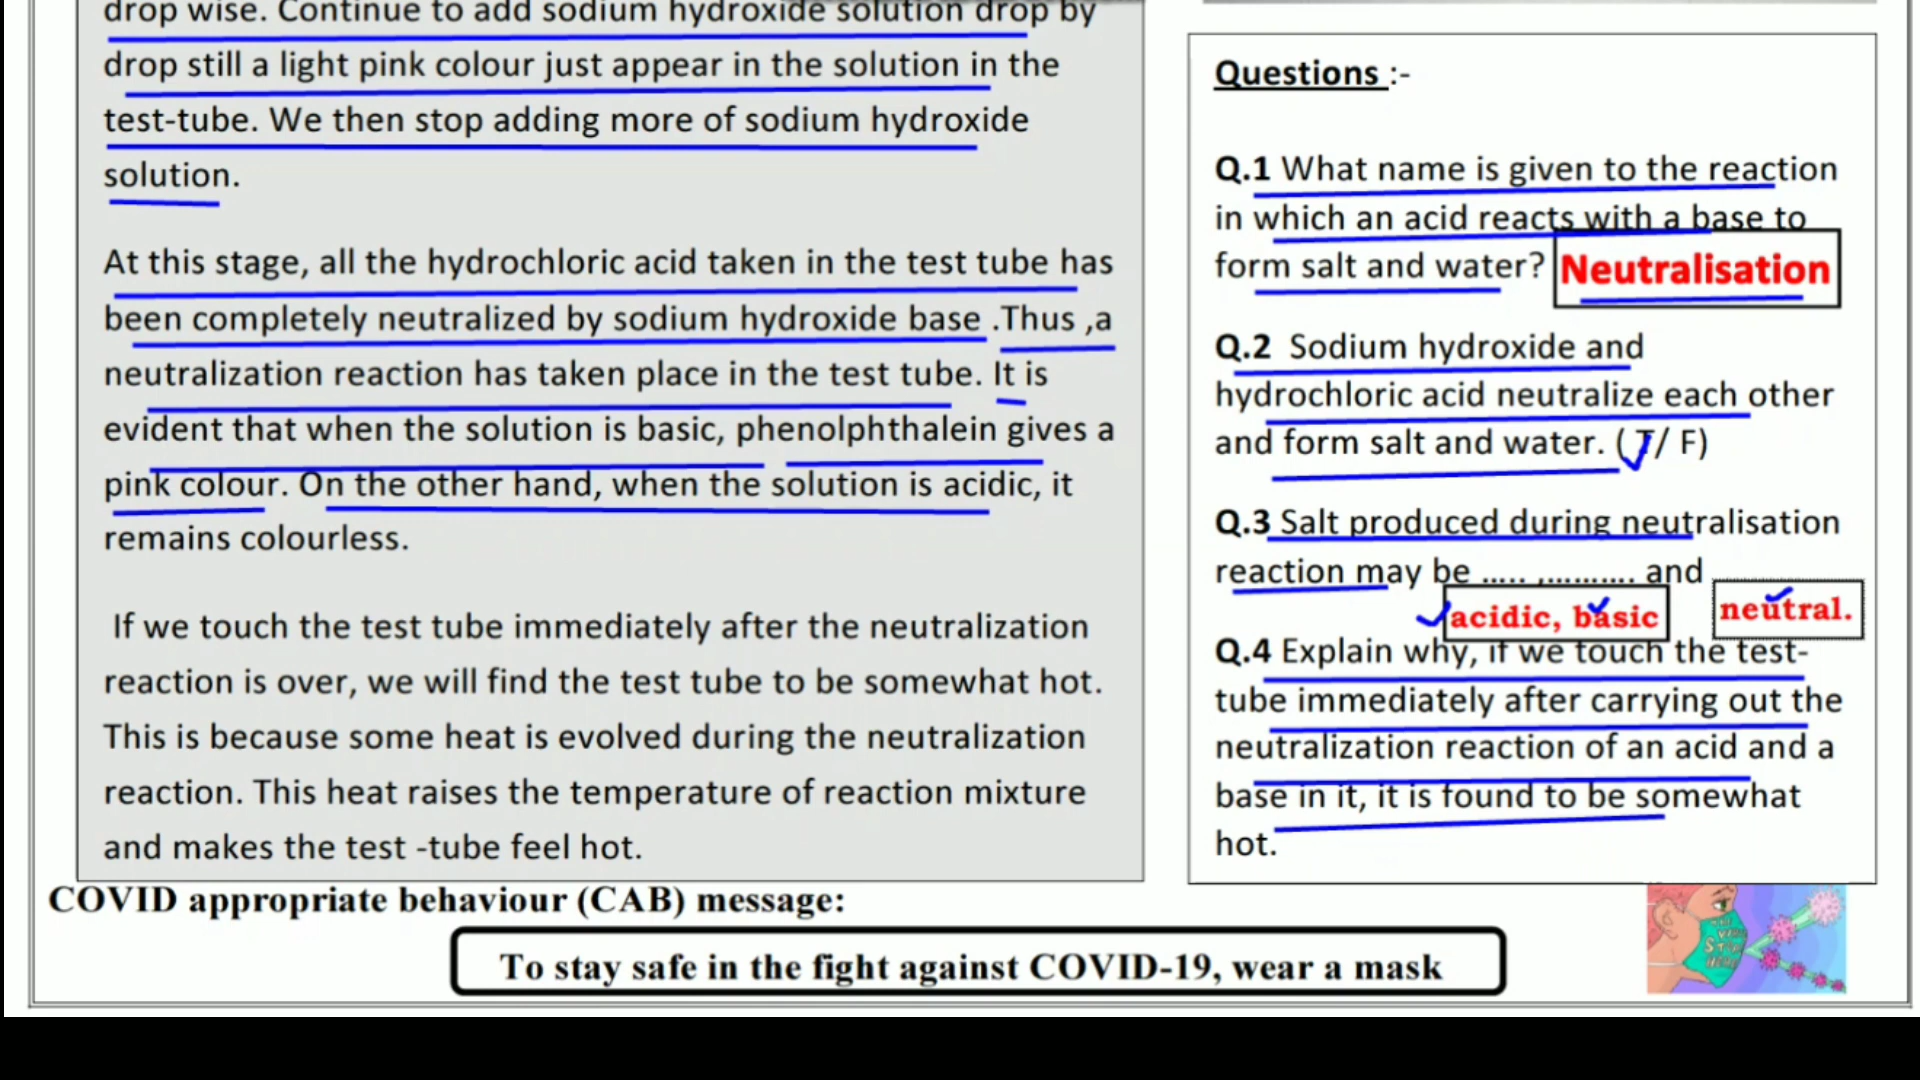 drop wise. Continue to add sodium hydroxide solution drop by
drop still a light pink colour just appear in the solution in the
test-tube. We then stop adding more of sodium hydroxide
solution.
At this stage, all the hydrochloric acid taken in the test tube has
been completely neutralized by sodium hydroxide base .Thus ,a
neutralization reaction has taken place in the test tube. It is
evident that when the solution is basic, phenolphthalein gives a
pink colour. On the other hand, when the solution is acidic, it
remains colourless.
If we touch the test tube immediately after the neutralization
reaction is over, we will find the test tube to be somewhat hot.
This is because some heat is evolved during the neutralization
reaction. This heat raises the temperature of reaction mixture
and makes the test -tube feel hot.
Questions :-
Q.1 What name is given to the reaction
in which an acid reacts with a base to
form salt and water? Neutralisation
Q.2 Sodium hydroxide and
hydrochloric acid neutralize each other
and form salt and water. ( T/ F)
Q.3 Salt produced during neutralisation
reaction may be ..... ,.......... and
acidic, basic neutral.
Q.4 Explain why, if we touch the test-
tube immediately after carrying out the
neutralization reaction of an acid and a
base in it, it is found to be somewhat
hot.
COVID appropriate behaviour (CAB) message:
To stay safe in the fight against COVID-19, wear a mask